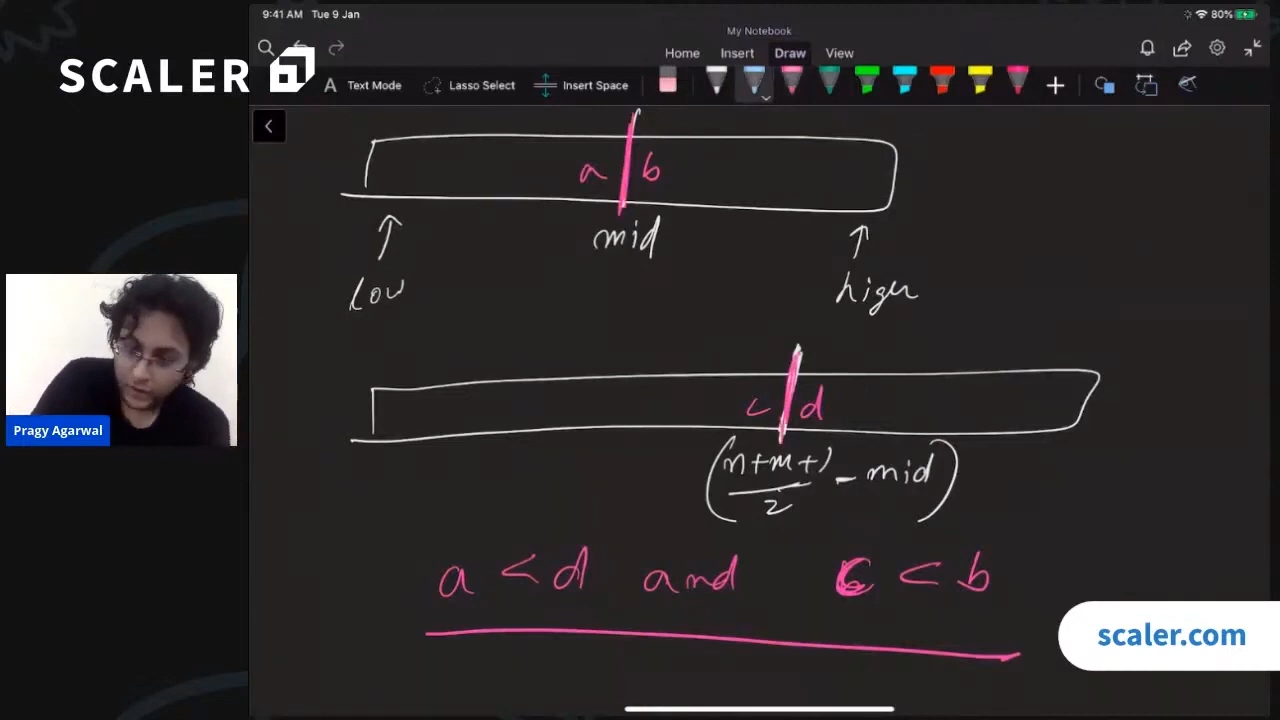 9:41 AM Tue 9 Jan
80%
My Notebook
Home Insert Draw View
SCALER
A Text Mode Lasso Select Insert Space
a b
mid
low
higer
c d
(n+m+1
2
- mid)
Pragy Agarwal
a < d and c < b
scaler.com